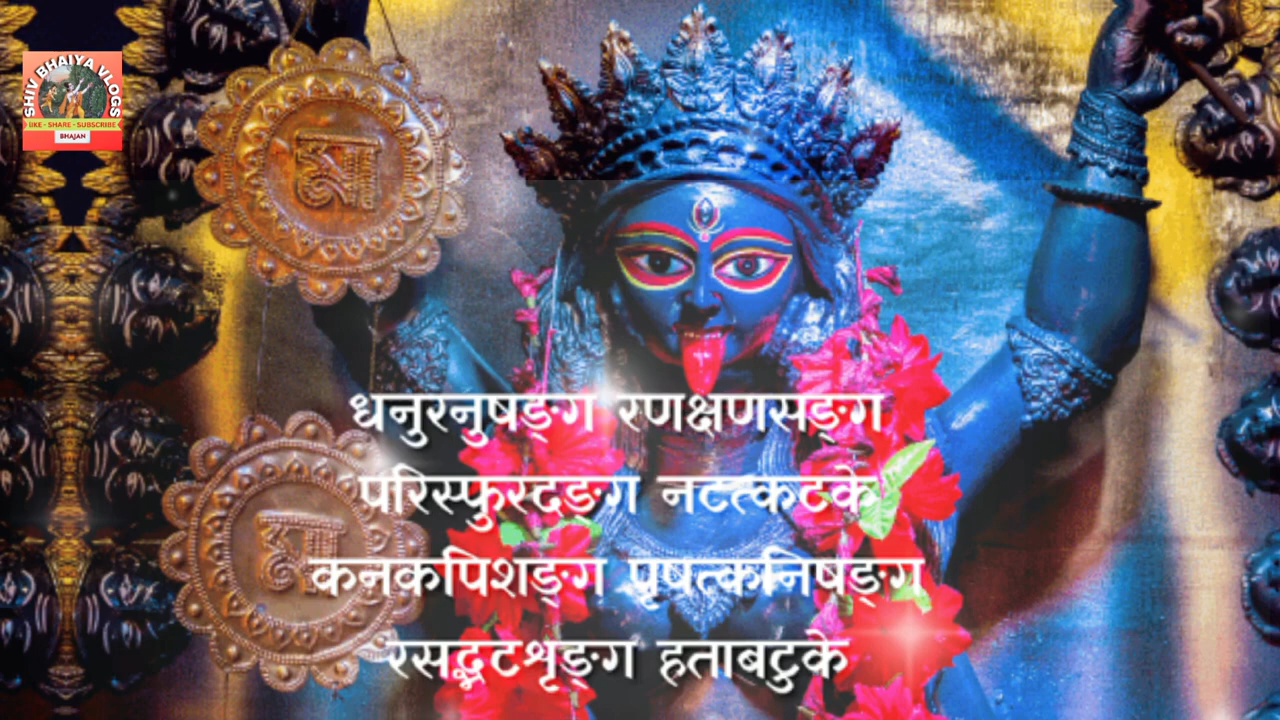 SHIV BHAIYA VLOGS
LIKE - SHARE - SUBSCRIBE
BHAJAN
धनुरनुषङ्ग रणक्षणसङ्ग
परिस्फुरदङग नटत्कटके
कनकपिशङ्ग पृषत्कनिषङ्ग
रसद्भटशृङ्ग हताबटुके